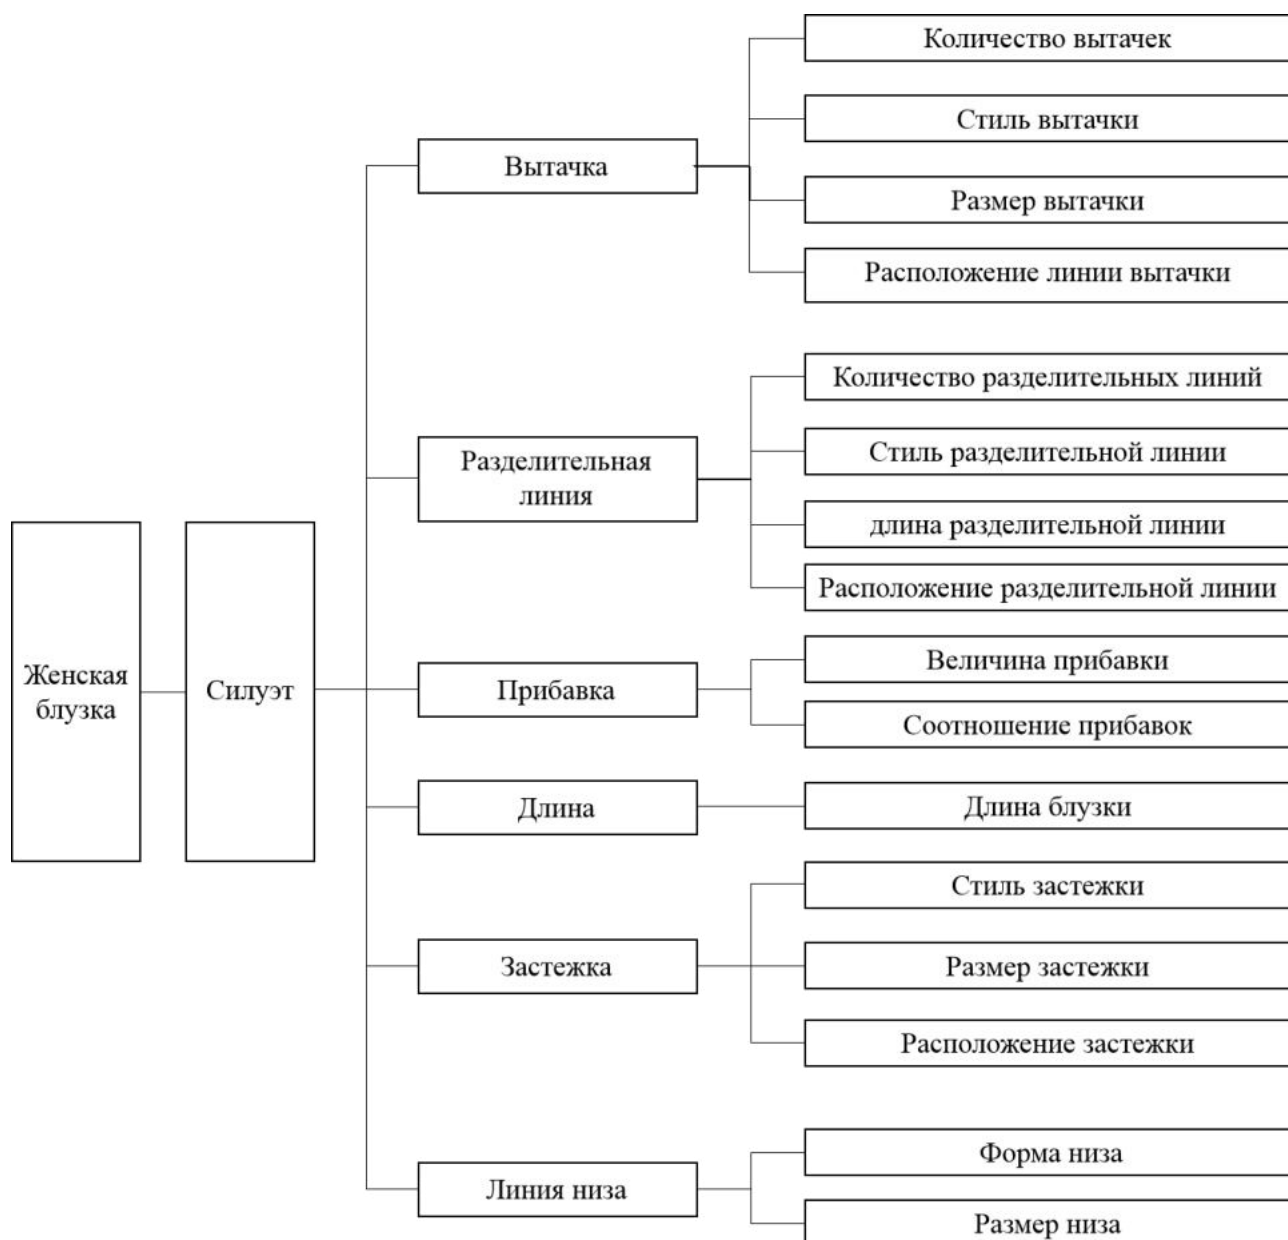 Женская
блузка
Силуэт
Вытачка
Количество вытачек
Стиль вытачки
Размер вытачки
Расположение линии вытачки
Разделительная
линия
Количество разделительных линий
Стиль разделительной линии
длина разделительной линии
Расположение разделительной линии
Прибавка
Величина прибавки
Соотношение прибавок
Длина
Длина блузки
Застежка
Стиль застежки
Размер застежки
Расположение застежки
Линия низа
Форма низа
Размер низа